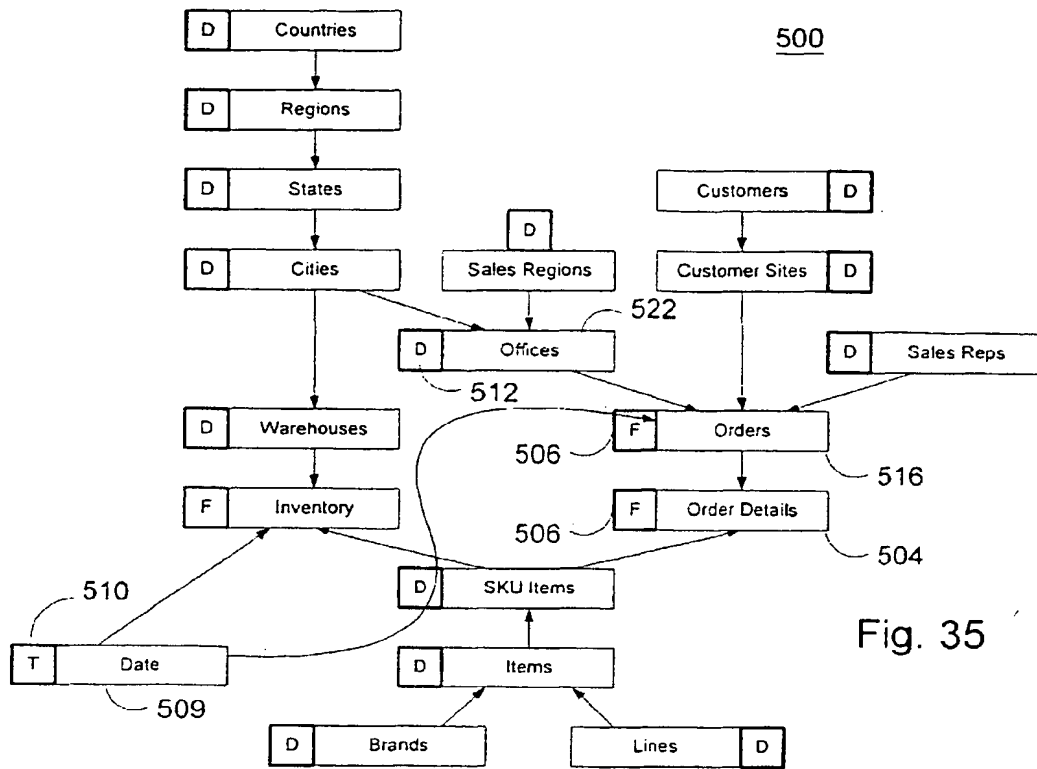 D Countries
500
D Regions
D States
Customers D
D
D Cities
Sales Regions
Customer Sites D
522
D Offices
D Sales Reps
512
D Warehouses
F Orders
506
516
F Inventory
F Order Details
506
504
D SKU Items
510
Fig. 35
T Date
D Items
509
D Brands
Lines D